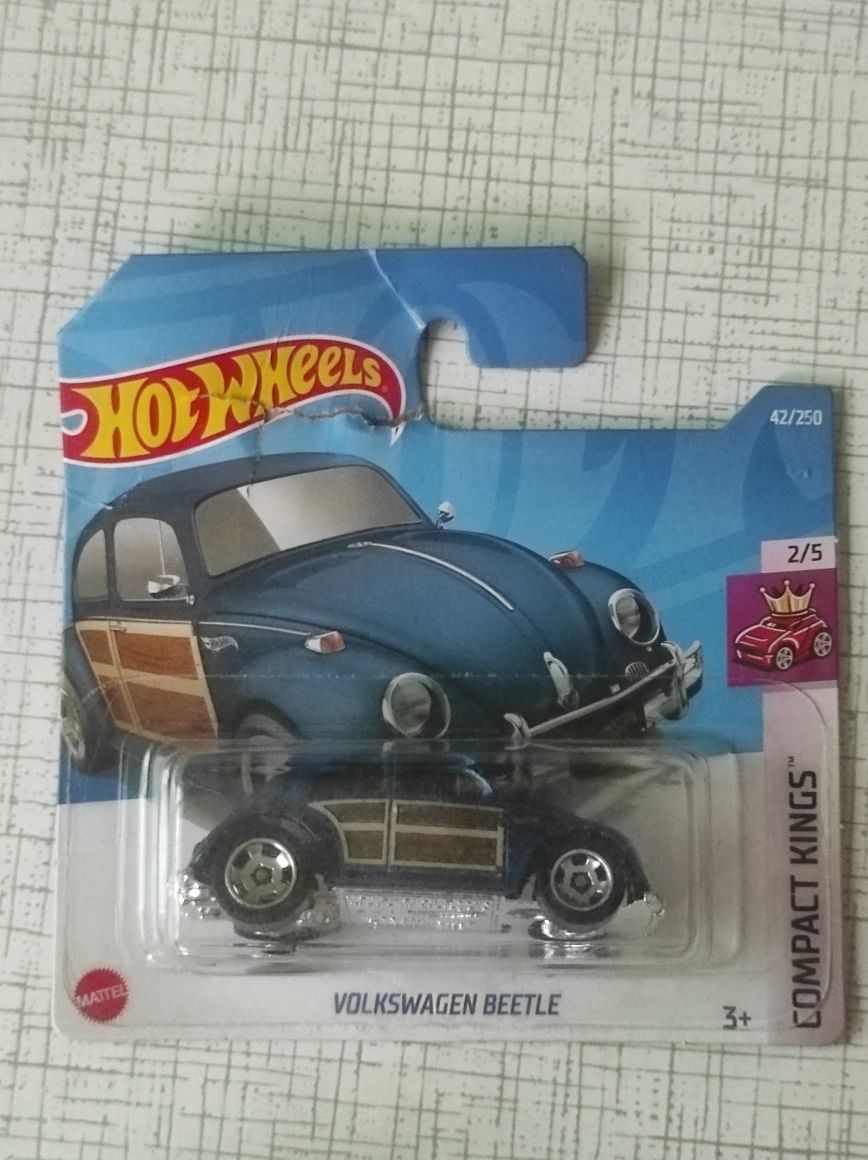 HOT WHEELS
42/250
2/5
COMPACT KINGS™
MATTEL
VOLKSWAGEN BEETLE
3+